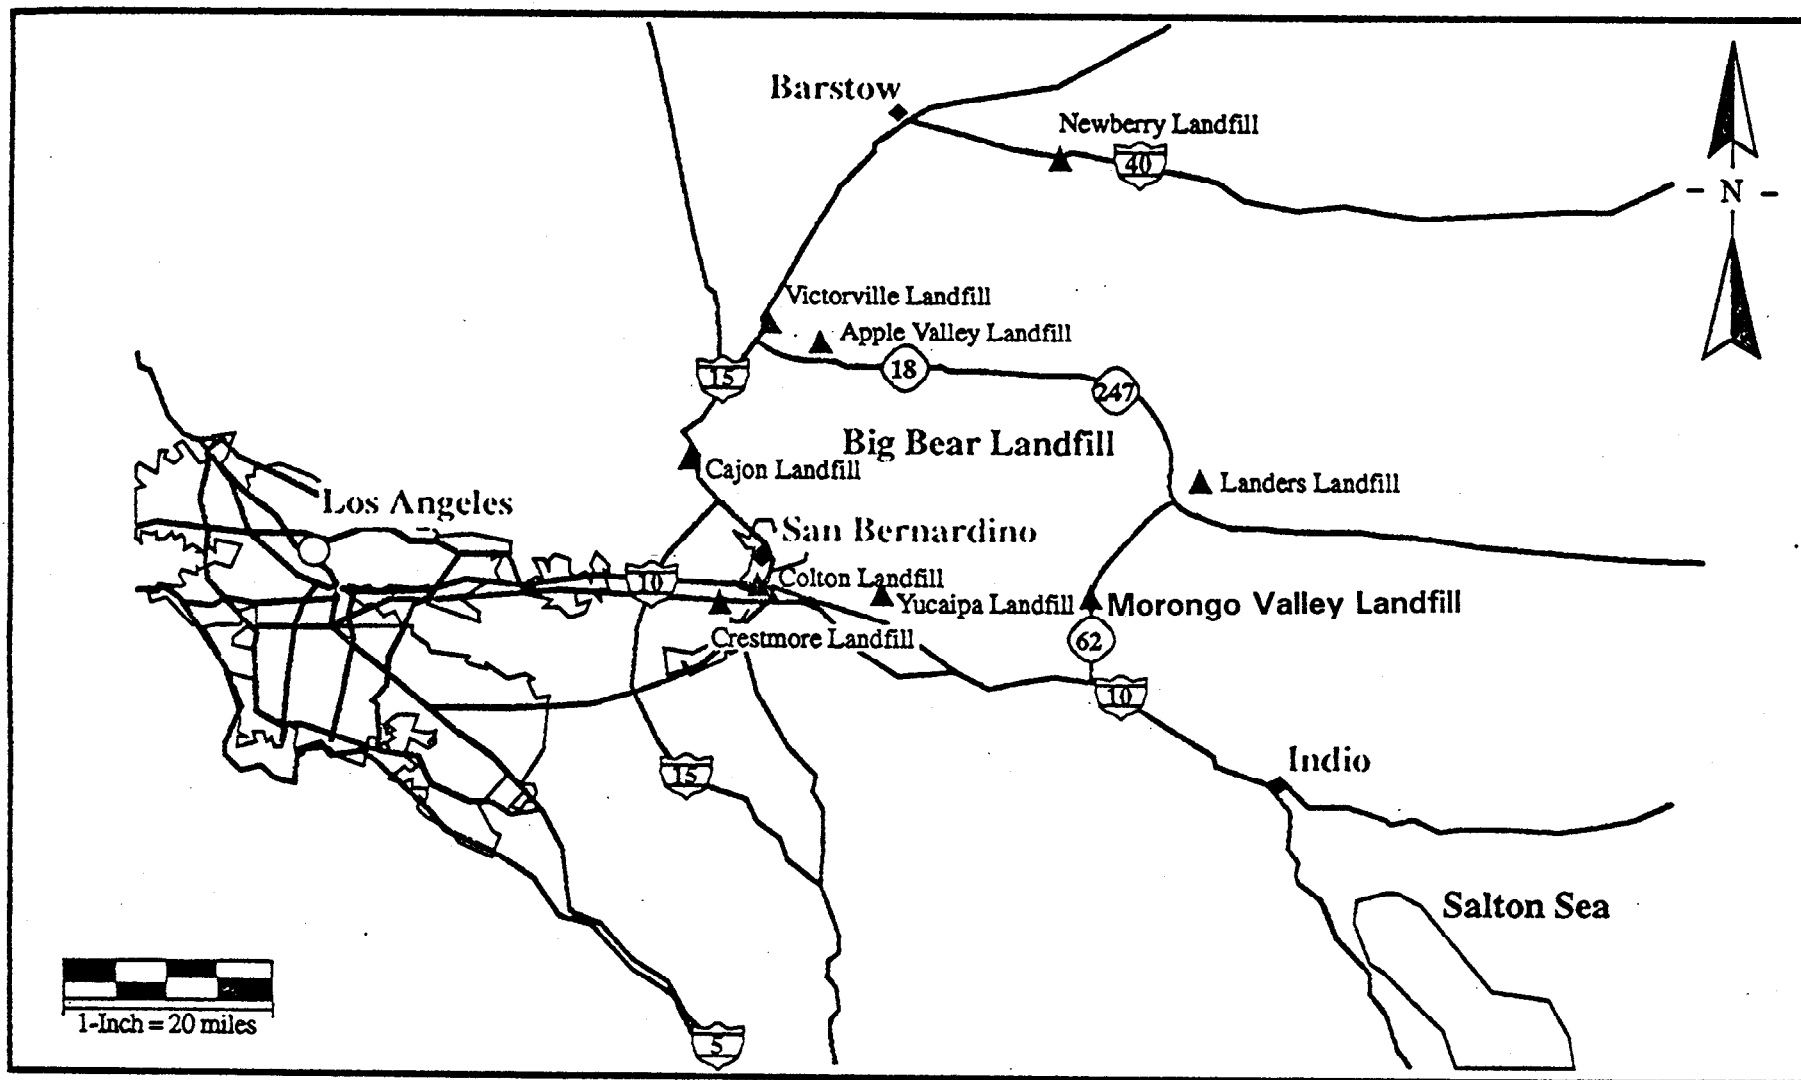 Barstow
Newberry Landfill
40
- N -
Victorville Landfill
Apple Valley Landfill
15
18
247
Big Bear Landfill
Cajon Landfill
Landers Landfill
Los Angeles
San Bernardino
10
Colton Landfill
Yucaipa Landfill
Morongo Valley Landfill
Crestmore Landfill
62
10
Indio
15
Salton Sea
1-Inch = 20 miles
5